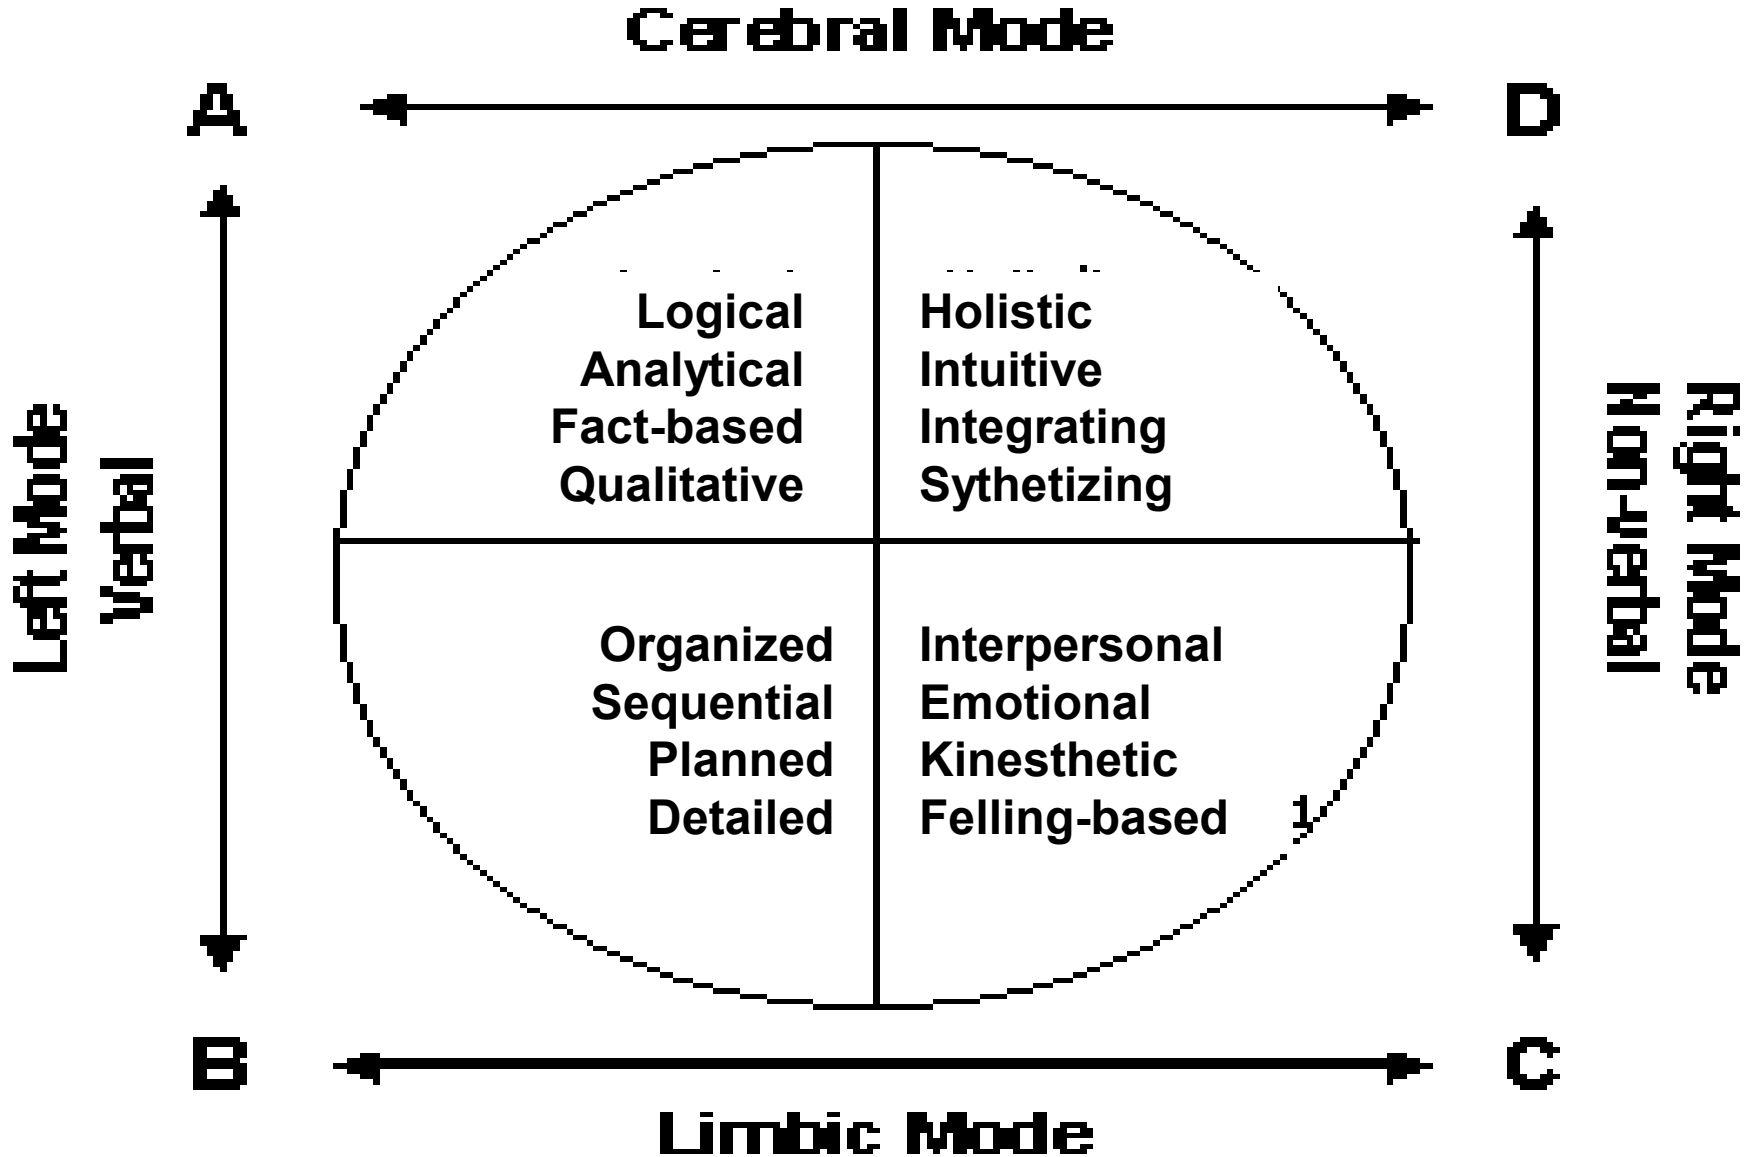 Cerebral Mode
A
D
Logical
Analytical
Fact-based
Qualitative
Holistic
Intuitive
Integrating
Sythetizing
Left Mode
Verbal
Right Mode
Non-verbal
Organized
Sequential
Planned
Detailed
Interpersonal
Emotional
Kinesthetic
Felling-based
1
B
C
Limbic Mode